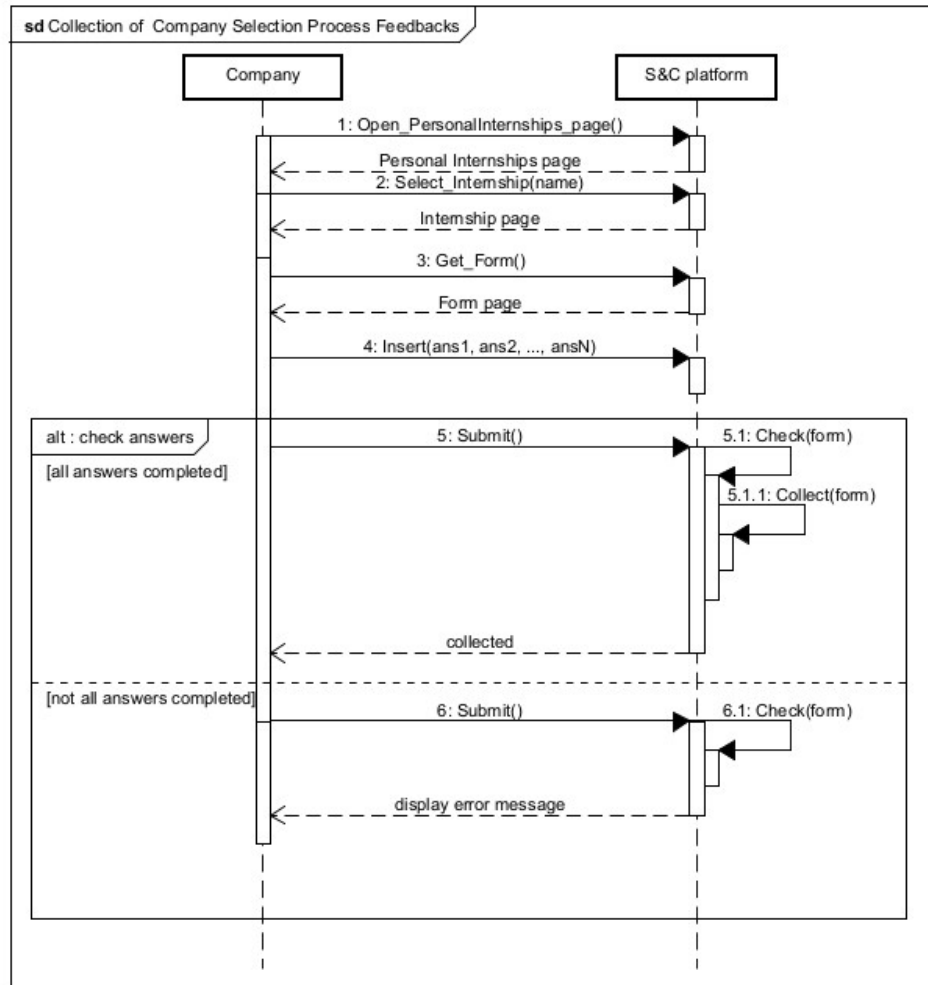 sd Collection of Company Selection Process Feedbacks
Company
S&C platform
1: Open_PersonalInternships_page()
Personal Internships page
2: Select_Internship(name)
Internship page
3: Get_Form()
Form page
4: Insert(ans1, ans2, ..., ansN)
alt : check answers
5: Submit()
5.1: Check(form)
[all answers completed]
5.1.1: Collect(form)
collected
[not all answers completed]
6: Submit()
6.1: Check(form)
display error message